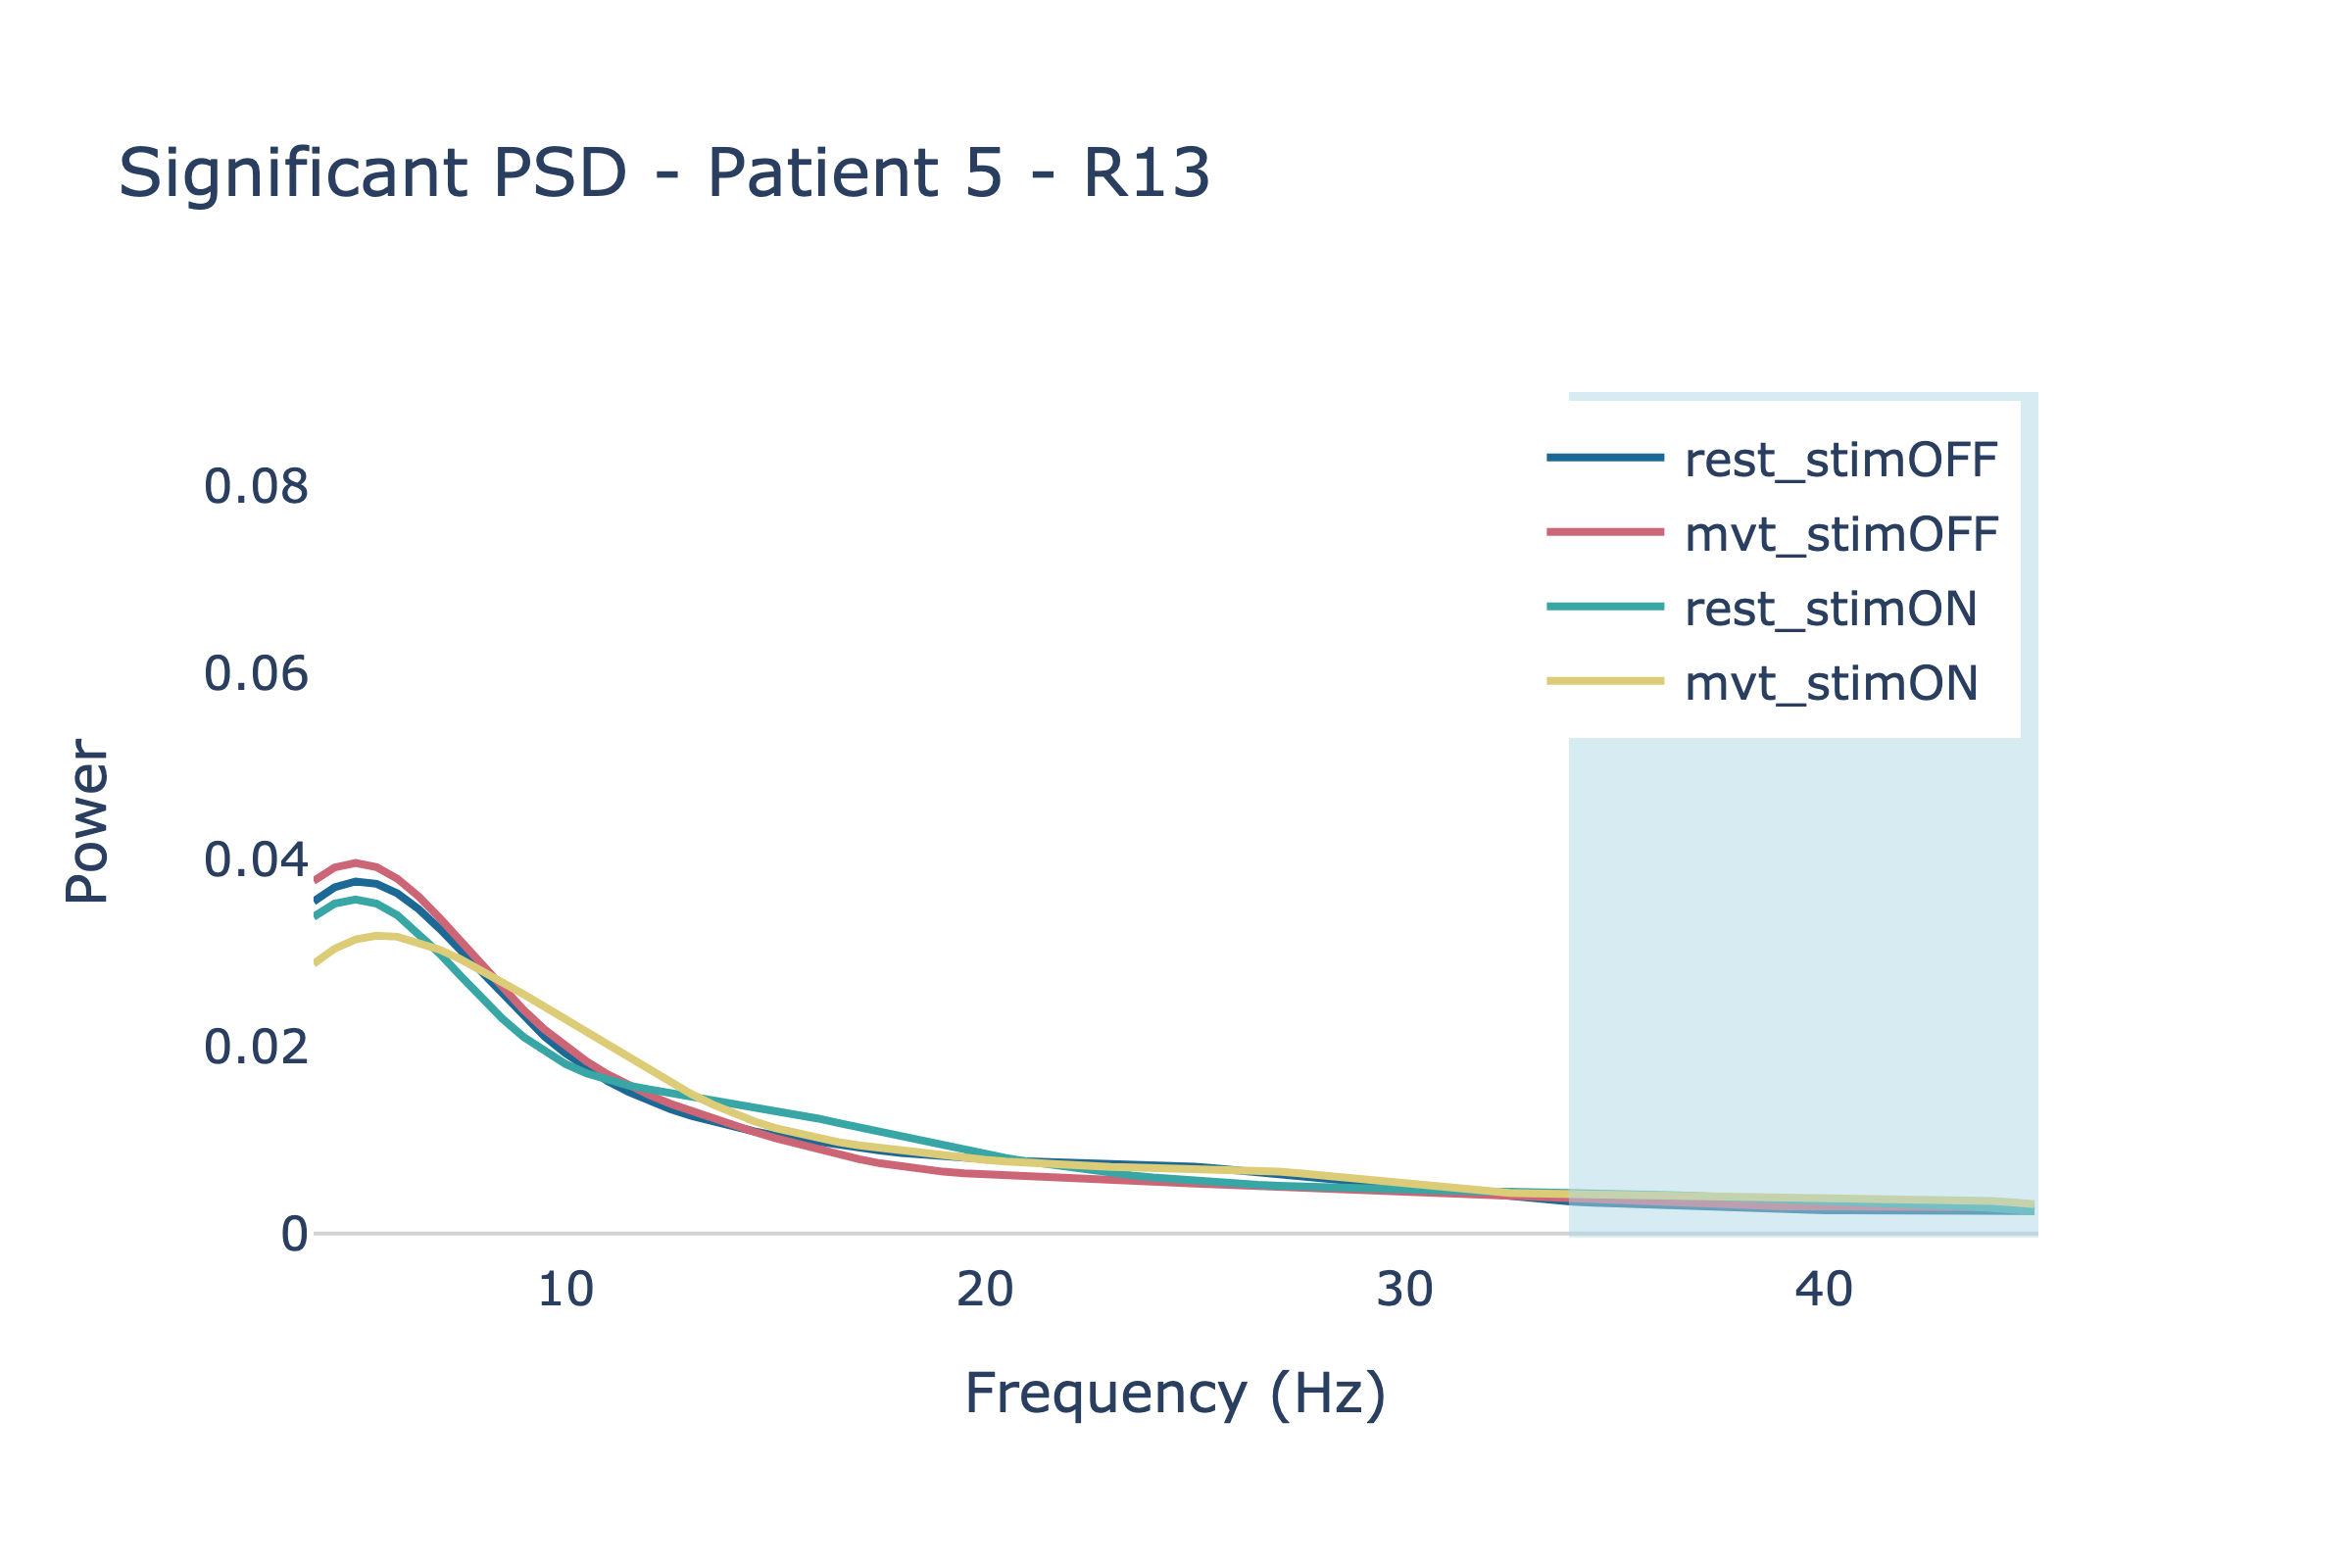 Significant PSD - Patient 5 - R13
rest_stimOFF
mvt_stimOFF
rest_stimON
mvt_stimON
Power
0.08
0.06
0.04
0.02
0
10 20 30 40
Frequency (Hz)